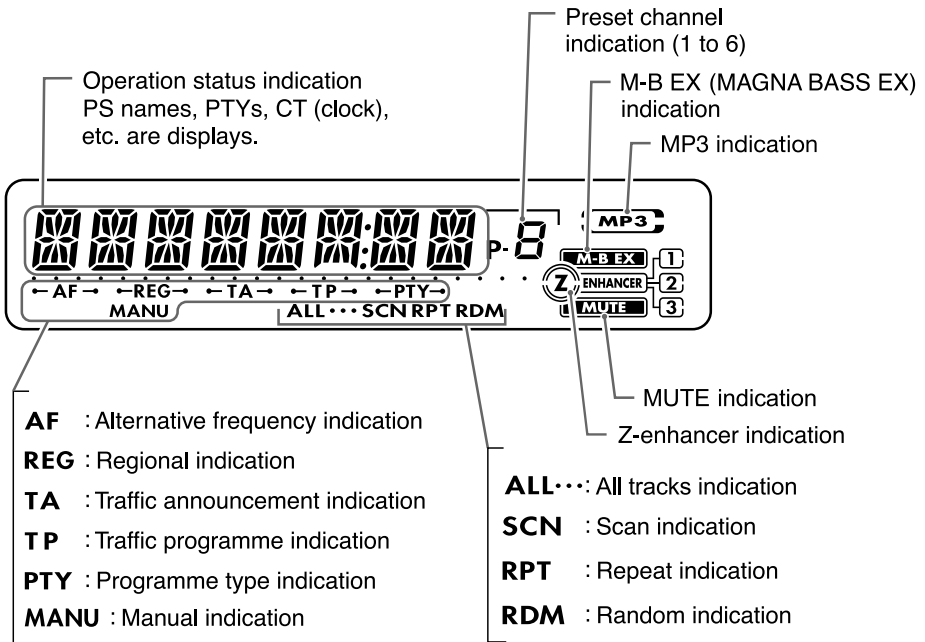 Preset channel
indication (1 to 6)
Operation status indication
PS names, PTYs, CT (clock),
etc. are displays.
M-B EX (MAGNA BASS EX)
indication
MP3 indication
P-8
MP3
M-B EX 1
Z ENHANCER 2
MUTE 3
AF REG TA TP PTY
MANU ALL··· SCN RPT RDM
MUTE indication
Z-enhancer indication
AF : Alternative frequency indication
REG : Regional indication
TA : Traffic announcement indication
TP : Traffic programme indication
PTY : Programme type indication
MANU : Manual indication
ALL···: All tracks indication
SCN : Scan indication
RPT : Repeat indication
RDM : Random indication